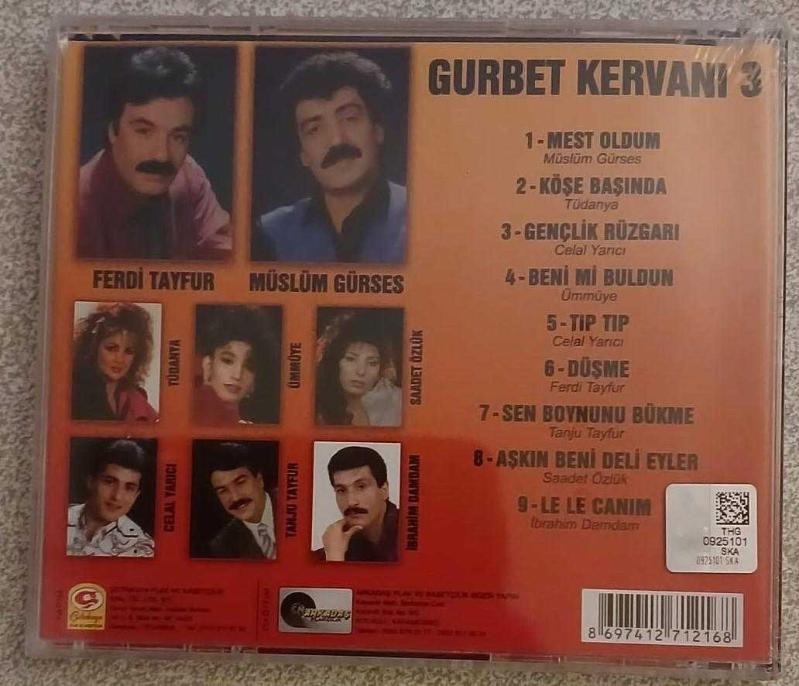 GURBET KERVANI 3
1-MEST OLDUM
Müslüm Gürses
2-KÖŞE BAŞINDA
Tüdanya
3-GENÇLİK RÜZGARI
Celal Yarıcı
4-BENİ Mİ BULDUN
Ümmüye
5-TIP TIP
Celal Yarıcı
6-DÜŞME
Ferdi Tayfur
7-SEN BOYNUNU BÜKME
Tanju Tayfur
8-AŞKIN BENİ DELİ EYLER
Saadet Özlük
9-LE LE CANIM
İbrahim Damdam
FERDİ TAYFUR
MÜSLÜM GÜRSES
TÜDANYA
ÜMMÜYE
SAADET ÖZLÜK
CELAL YARICI
TANJU TAYFUR
İBRAHİM DAMDAM
THG
0925101
SKA
0925101 SKA
ARKADAŞ
8 697412 712168